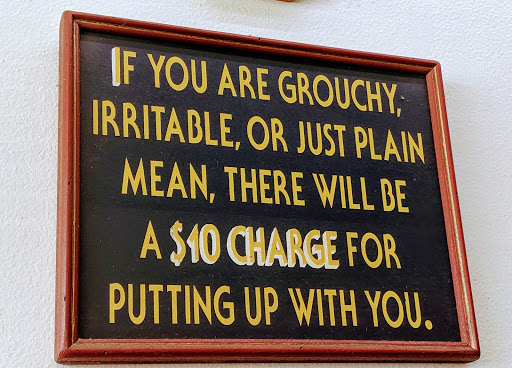 IF YOU ARE GROUCHY,
IRRITABLE, OR JUST PLAIN
MEAN, THERE WILL BE
A $10 CHARGE FOR
PUTTING UP WITH YOU.